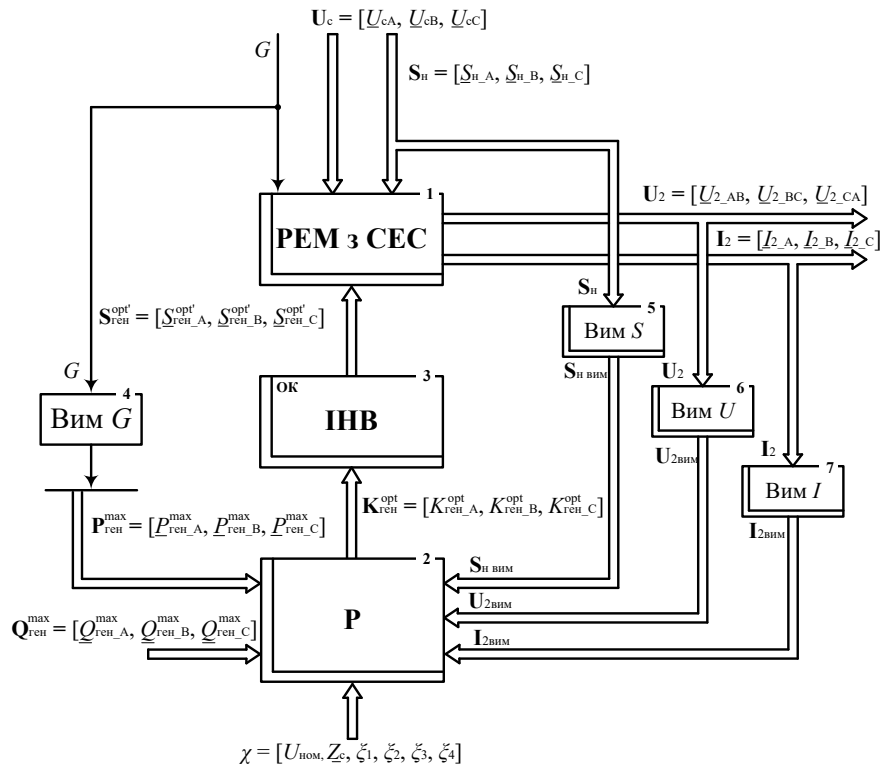 U_c = [U_cA, U_cB, U_cC]
G
S_н = [S_н_A, S_н_B, S_н_C]
1
РЕМ з СЕС
U_2 = [U_2_AB, U_2_BC, U_2_CA]
I_2 = [I_2_A, I_2_B, I_2_C]
S_н
5
Вим S
S_н вим
S^opt'_ген = [S^opt'_ген_A, S^opt'_ген_B, S^opt'_ген_C]
G
4
Вим G
ОК
3
ІНВ
U_2
6
Вим U
U_2вим
I_2
7
Вим I
I_2вим
P^max_ген = [P^max_ген_A, P^max_ген_B, P^max_ген_C]
K^opt_ген = [K^opt_ген_A, K^opt_ген_B, K^opt_ген_C]
2
Р
S_н вим
U_2вим
I_2вим
Q^max_ген = [Q^max_ген_A, Q^max_ген_B, Q^max_ген_C]
χ = [U_ном, Z_c, ξ_1, ξ_2, ξ_3, ξ_4]